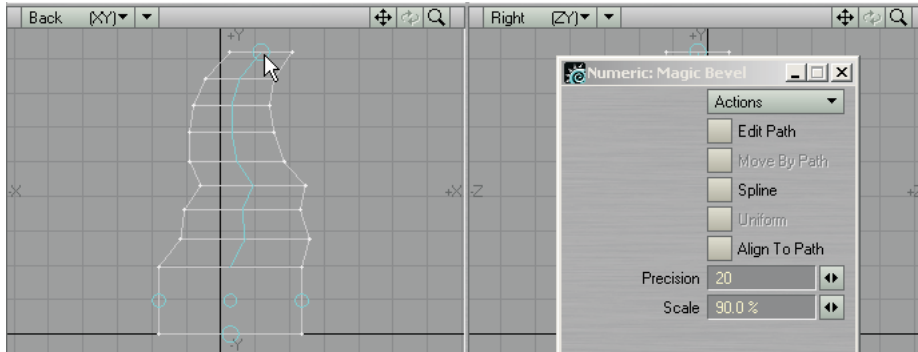 Back (XY)
Right (ZY)
+Y
+Y
Numeric: Magic Bevel
Actions
Edit Path
Move By Path
-X
+X
-Z
+Z
Spline
Uniform
Align To Path
Precision 20
Scale 90.0 %
-Y